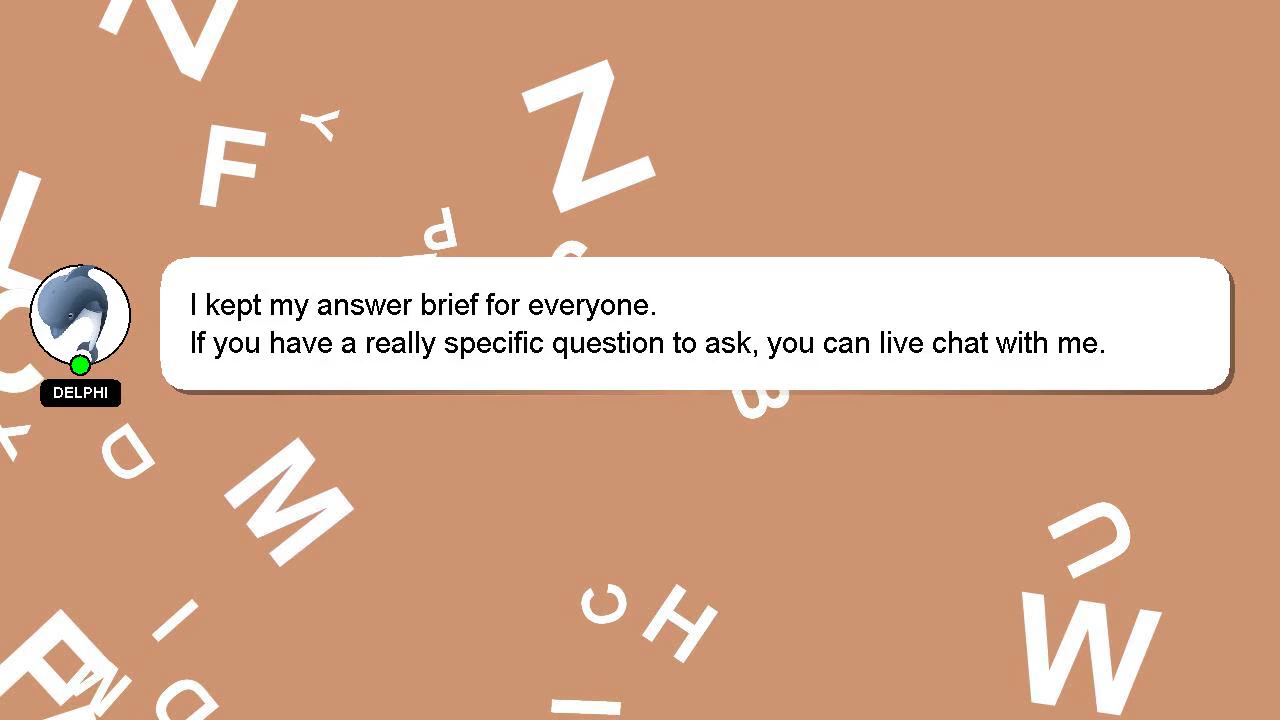 I kept my answer brief for everyone.
If you have a really specific question to ask, you can live chat with me.
DELPHI
Z
F
Y
Z
P
S
B
Y
D
M
U
C
H
I
W
P
M
D
I